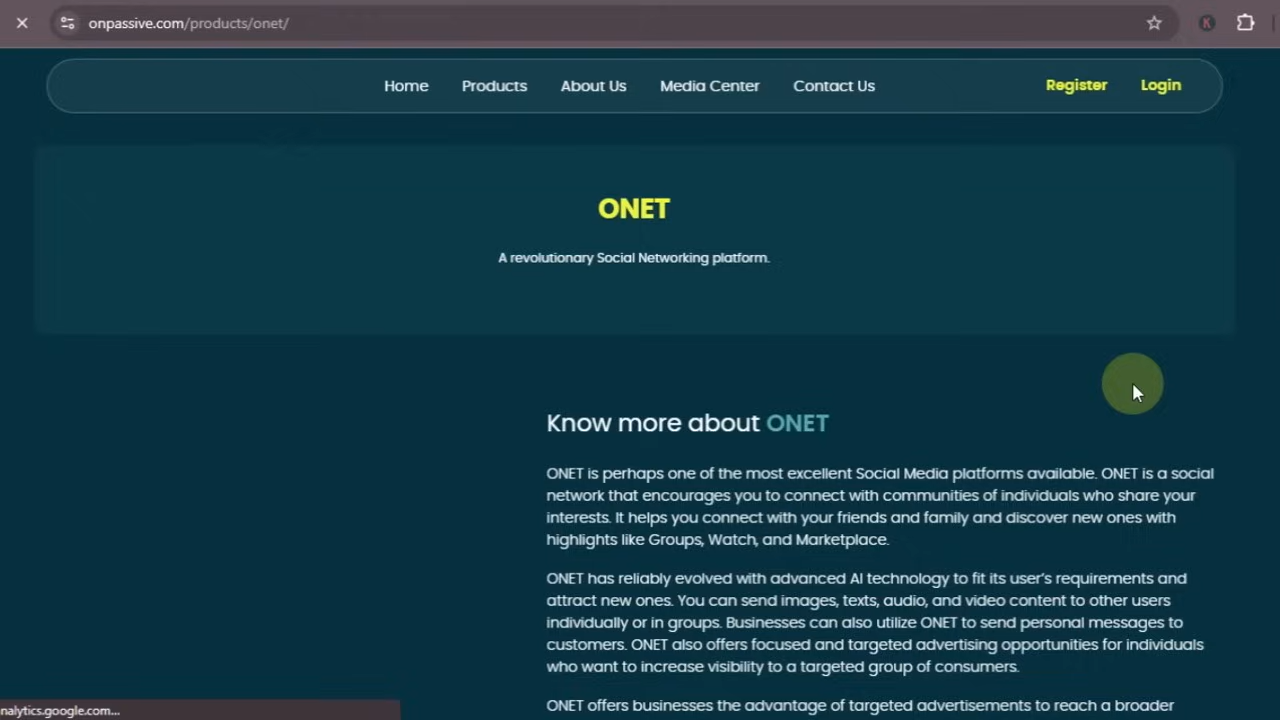 onpassive.com/products/onet/
Home Products About Us Media Center Contact Us Register Login
ONET
A revolutionary Social Networking platform.
Know more about ONET
ONET is perhaps one of the most excellent Social Media platforms available. ONET is a social
network that encourages you to connect with communities of individuals who share your
interests. It helps you connect with your friends and family and discover new ones with
highlights like Groups, Watch, and Marketplace.
ONET has reliably evolved with advanced AI technology to fit its user's requirements and
attract new ones. You can send images, texts, audio, and video content to other users
individually or in groups. Businesses can also utilize ONET to send personal messages to
customers. ONET also offers focused and targeted advertising opportunities for individuals
who want to increase visibility to a targeted group of consumers.
ONET offers businesses the advantage of targeted advertisements to reach a broader
nalytics.google.com...